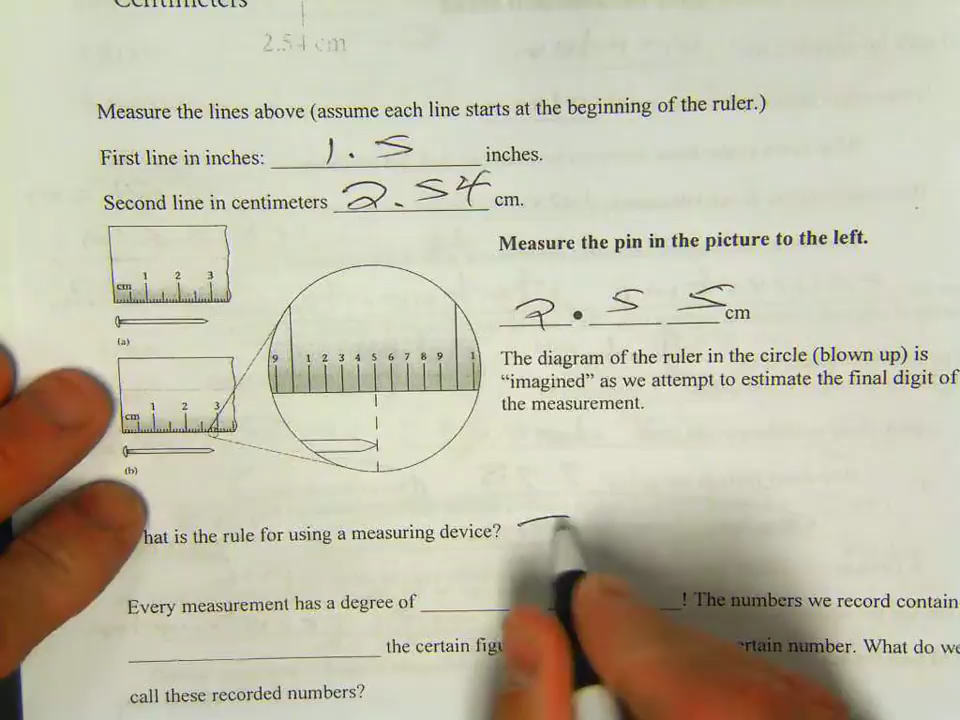 Centimeters
2.54 cm
Measure the lines above (assume each line starts at the beginning of the ruler.)
First line in inches: 1.5 inches.
Second line in centimeters 2.54 cm.
Measure the pin in the picture to the left.
1 2 3
cm
(a)
2.55 cm
9 1 2 3 4 5 6 7 8 9 1
The diagram of the ruler in the circle (blown up) is
“imagined” as we attempt to estimate the final digit of
the measurement.
1 2 3
cm
(b)
hat is the rule for using a measuring device?
Every measurement has a degree of ! The numbers we record contain
the certain What do we
number.
call these recorded numbers?